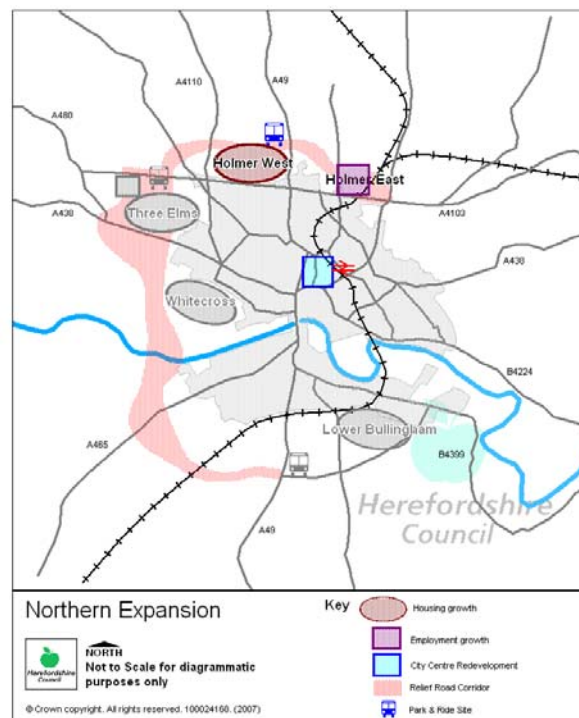 A4110
A49
A480
Holmer West
Holmer East
A438
Three Elms
A4103
A438
Whitecross
B4224
A465
Lower Bullingham
B4399
A49
Herefordshire
Council
Northern Expansion
Key
Housing growth
Employment growth
City Centre Redevelopment
Relief Road Corridor
Park & Ride Site
Herefordshire
Council
NORTH
Not to Scale for diagrammatic
purposes only
© Crown copyright. All rights reserved. 100024168. (2007)